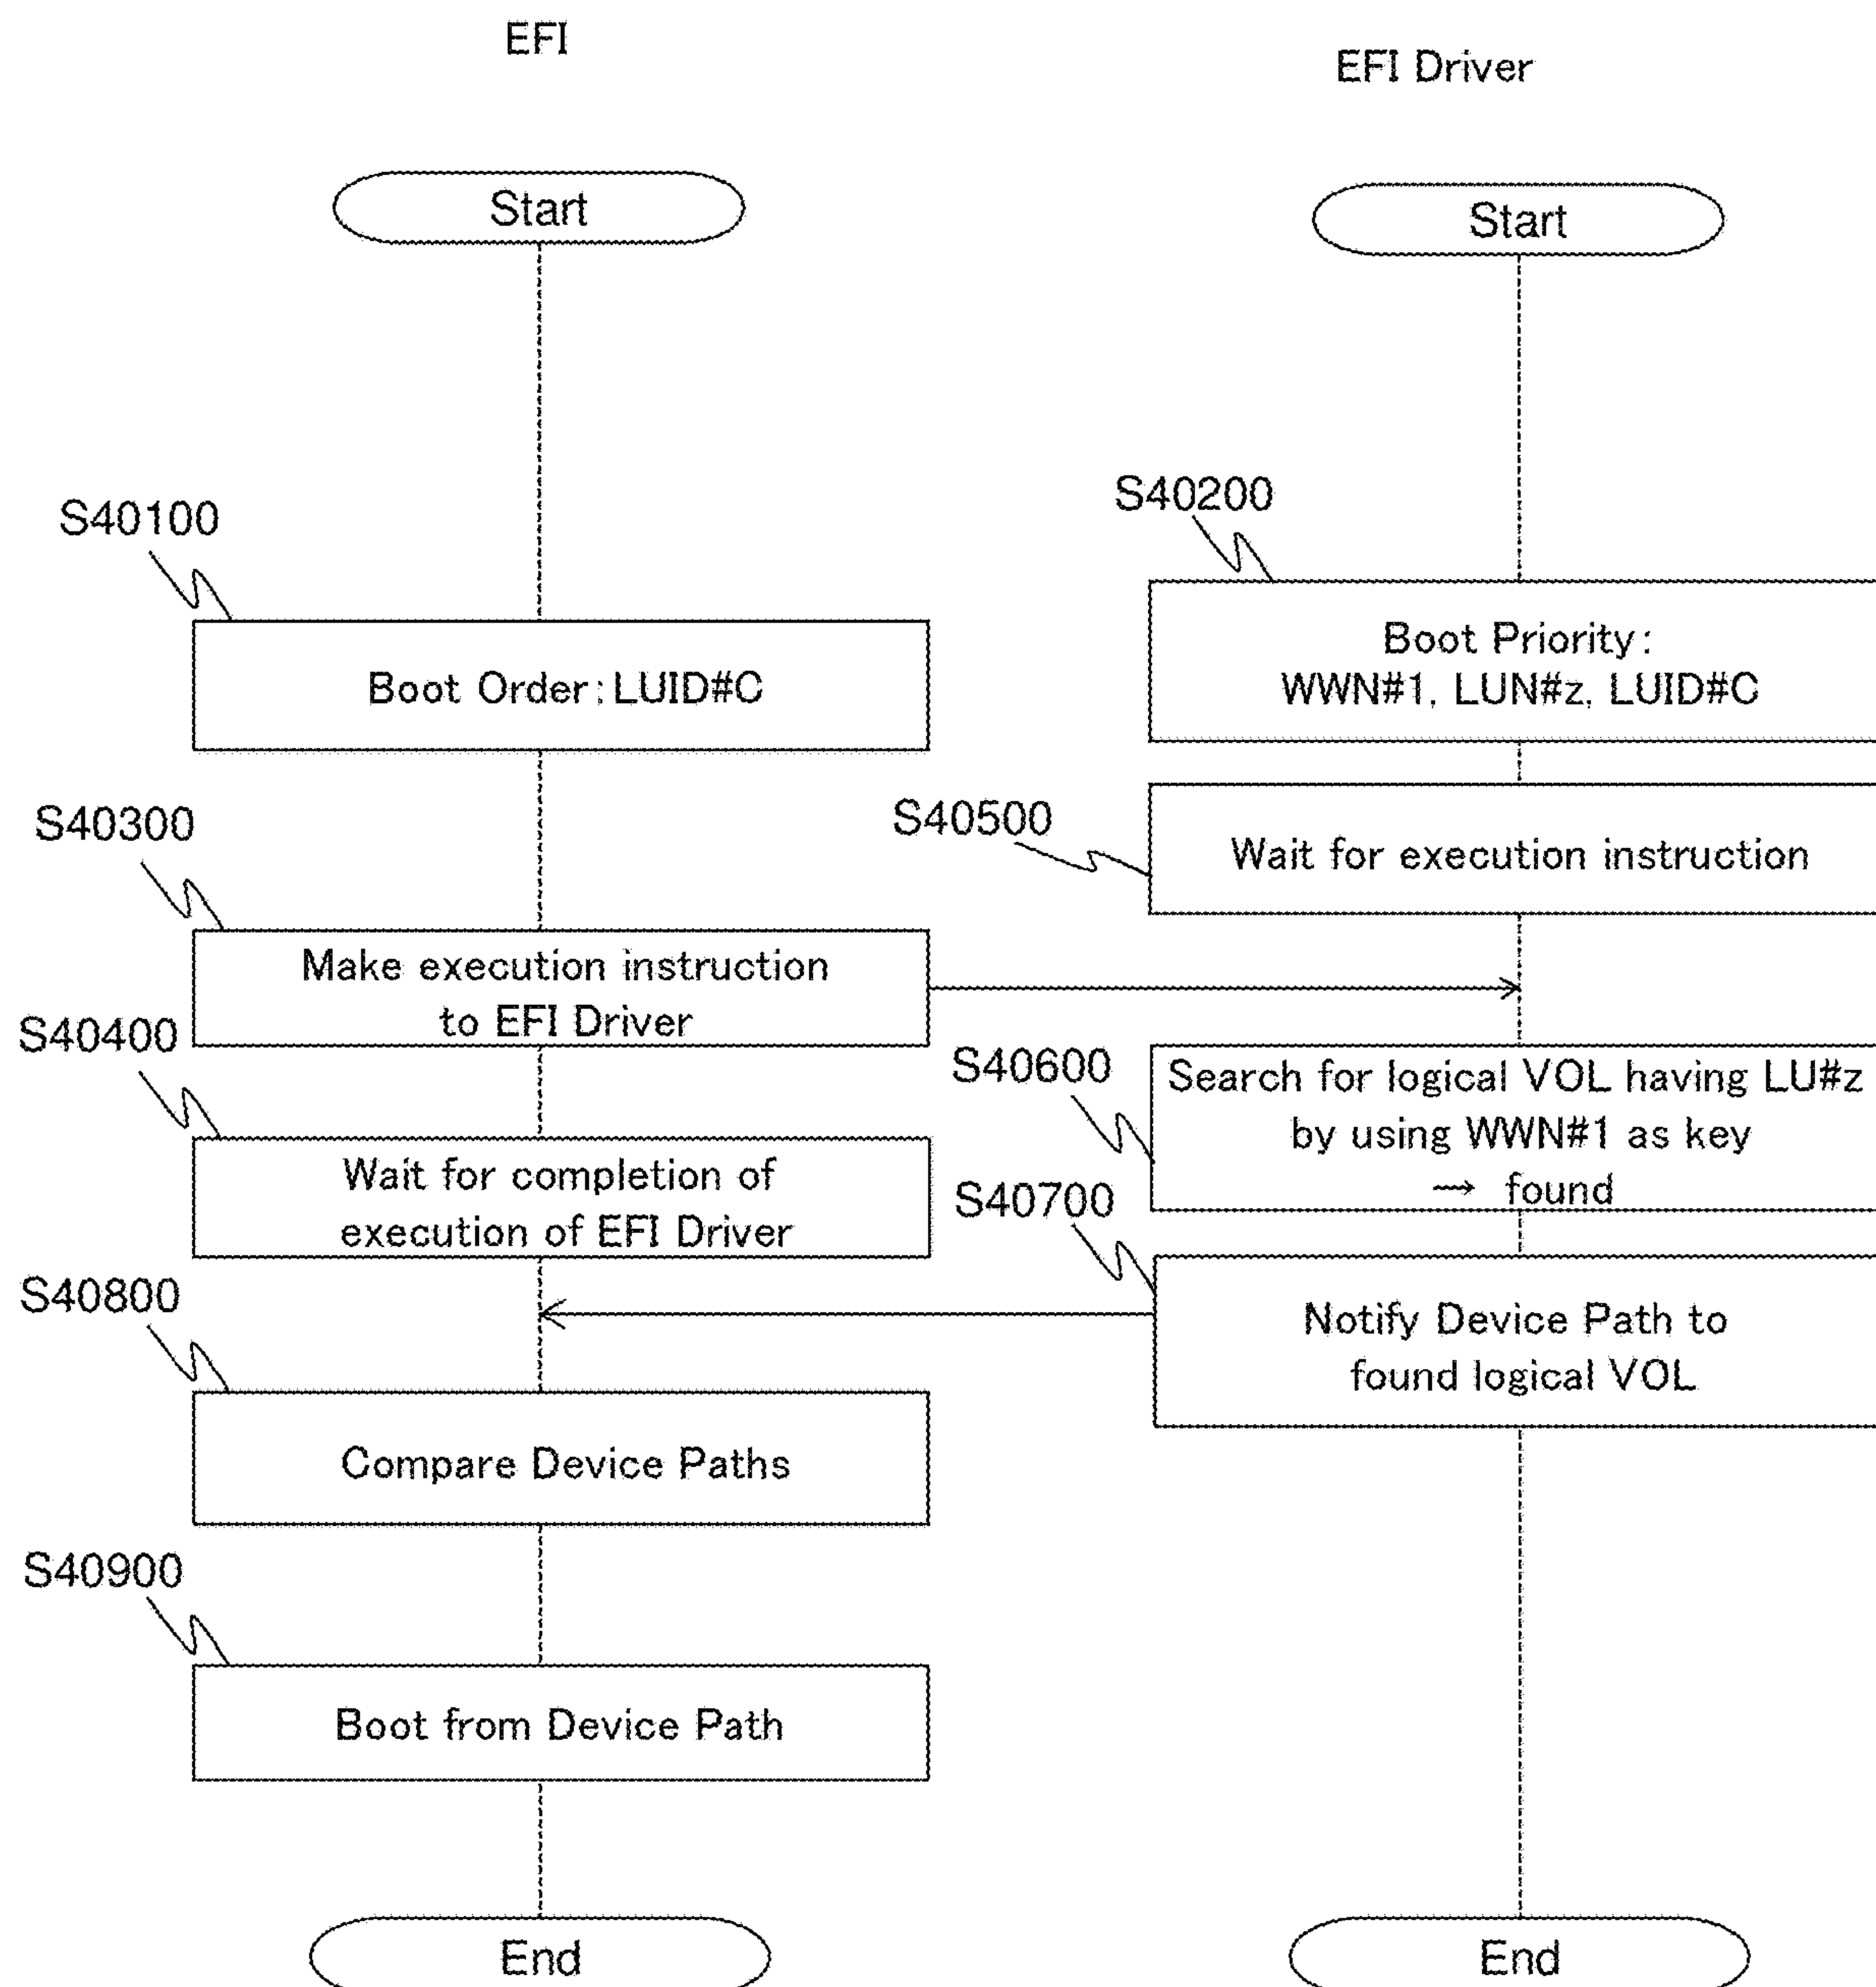 EFI
EFI Driver
Start
Start
S40100
S40200
Boot Order:LUID#C
Boot Priority:
WWN#1, LUN#z, LUID#C
S40300
S40500
Wait for execution instruction
Make execution instruction
to EFI Driver
S40400
S40600
Search for logical VOL having LU#z
by using WWN#1 as key
→ found
Wait for completion of
execution of EFI Driver
S40700
S40800
Notify Device Path to
found logical VOL
Compare Device Paths
S40900
Boot from Device Path
End
End